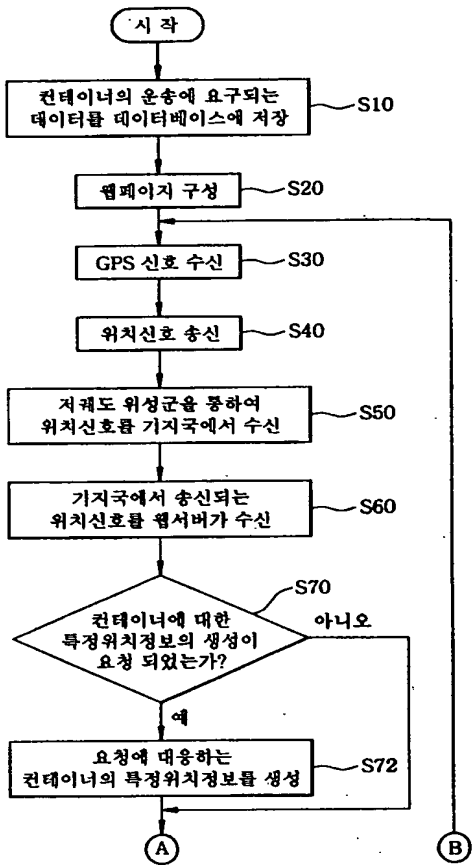 시 작
컨테이너의 운송에 요구되는
데이터를 데이터베이스에 저장
S10
웹페이지 구성
S20
GPS 신호 수신
S30
위치신호 송신
S40
저궤도 위성군을 통하여
위치신호를 기지국에서 수신
S50
기지국에서 송신되는
위치신호를 웹서버가 수신
S60
S70
컨테이너에 대한
특정위치정보의 생성이
요청 되었는가?
아니오
예
요청에 대응하는
컨테이너의 특정위치정보를 생성
S72
A
B